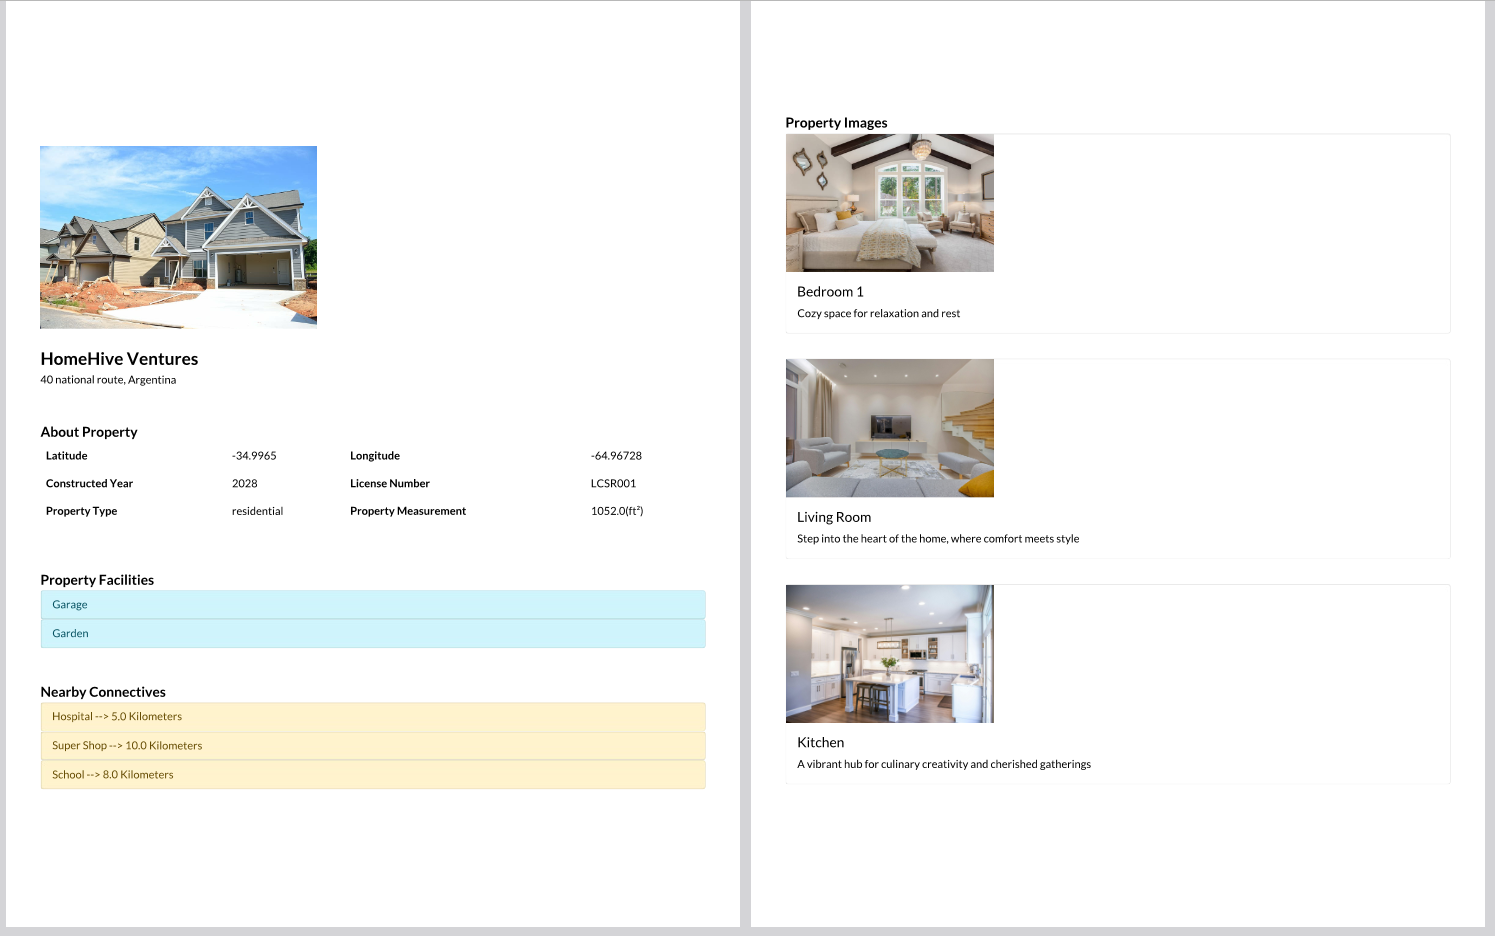 HomeHive Ventures
40 national route, Argentina
About Property
Latitude -34.9965 Longitude -64.96728
Constructed Year 2028 License Number LCSR001
Property Type residential Property Measurement 1052.0(ft²)
Property Facilities
Garage
Garden
Nearby Connectives
Hospital --> 5.0 Kilometers
Super Shop --> 10.0 Kilometers
School --> 8.0 Kilometers
Property Images
Bedroom 1
Cozy space for relaxation and rest
Living Room
Step into the heart of the home, where comfort meets style
Kitchen
A vibrant hub for culinary creativity and cherished gatherings